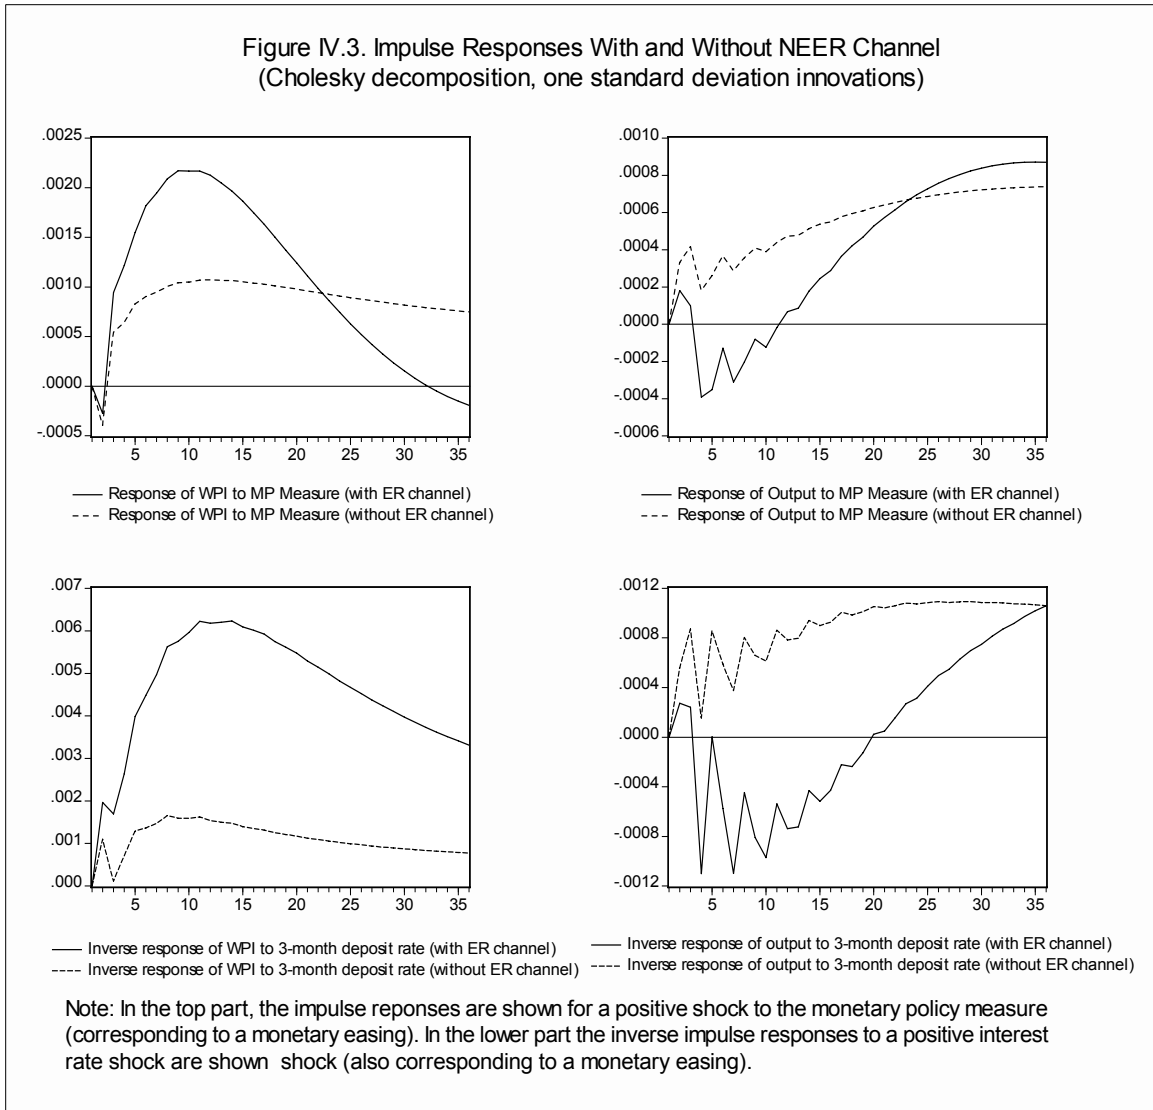 Figure IV.3. Impulse Responses With and Without NEER Channel
(Cholesky decomposition, one standard deviation innovations)
.0025
.0020
.0015
.0010
.0005
.0000
-.0005
5 10 15 20 25 30 35
Response of WPI to MP Measure (with ER channel)
Response of WPI to MP Measure (without ER channel)
.0010
.0008
.0006
.0004
.0002
.0000
-.0002
-.0004
-.0006
5 10 15 20 25 30 35
Response of Output to MP Measure (with ER channel)
Response of Output to MP Measure (without ER channel)
.007
.006
.005
.004
.003
.002
.001
.000
5 10 15 20 25 30 35
Inverse response of WPI to 3-month deposit rate (with ER channel)
Inverse response of WPI to 3-month deposit rate (without ER channel)
.0012
.0008
.0004
.0000
-.0004
-.0008
-.0012
5 10 15 20 25 30 35
Inverse response of output to 3-month deposit rate (with ER channel)
Inverse response of output to 3-month deposit rate (without ER channel)
Note: In the top part, the impulse reponses are shown for a positive shock to the monetary policy measure
(corresponding to a monetary easing). In the lower part the inverse impulse responses to a positive interest
rate shock are shown shock (also corresponding to a monetary easing).